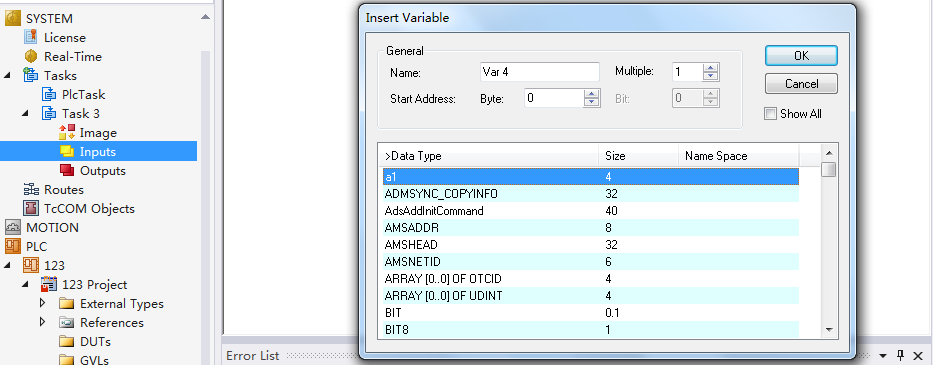 SYSTEM
License
Real-Time
Tasks
PlcTask
Task 3
Image
Inputs
Outputs
Routes
TcCOM Objects
MOTION
PLC
123
123 Project
External Types
References
DUTs
GVLs
Insert Variable
General
Name: Var 4 Multiple: 1
Start Address: Byte: 0 Bit: 0
OK
Cancel
Show All
>Data Type Size Name Space
a1 4
ADMSYNC_COPYINFO 32
AdsAddInitCommand 40
AMSADDR 8
AMSHEAD 32
AMSNETID 6
ARRAY [0..0] OF OTCID 4
ARRAY [0..0] OF UDINT 4
BIT 0.1
BIT8 1
Error List